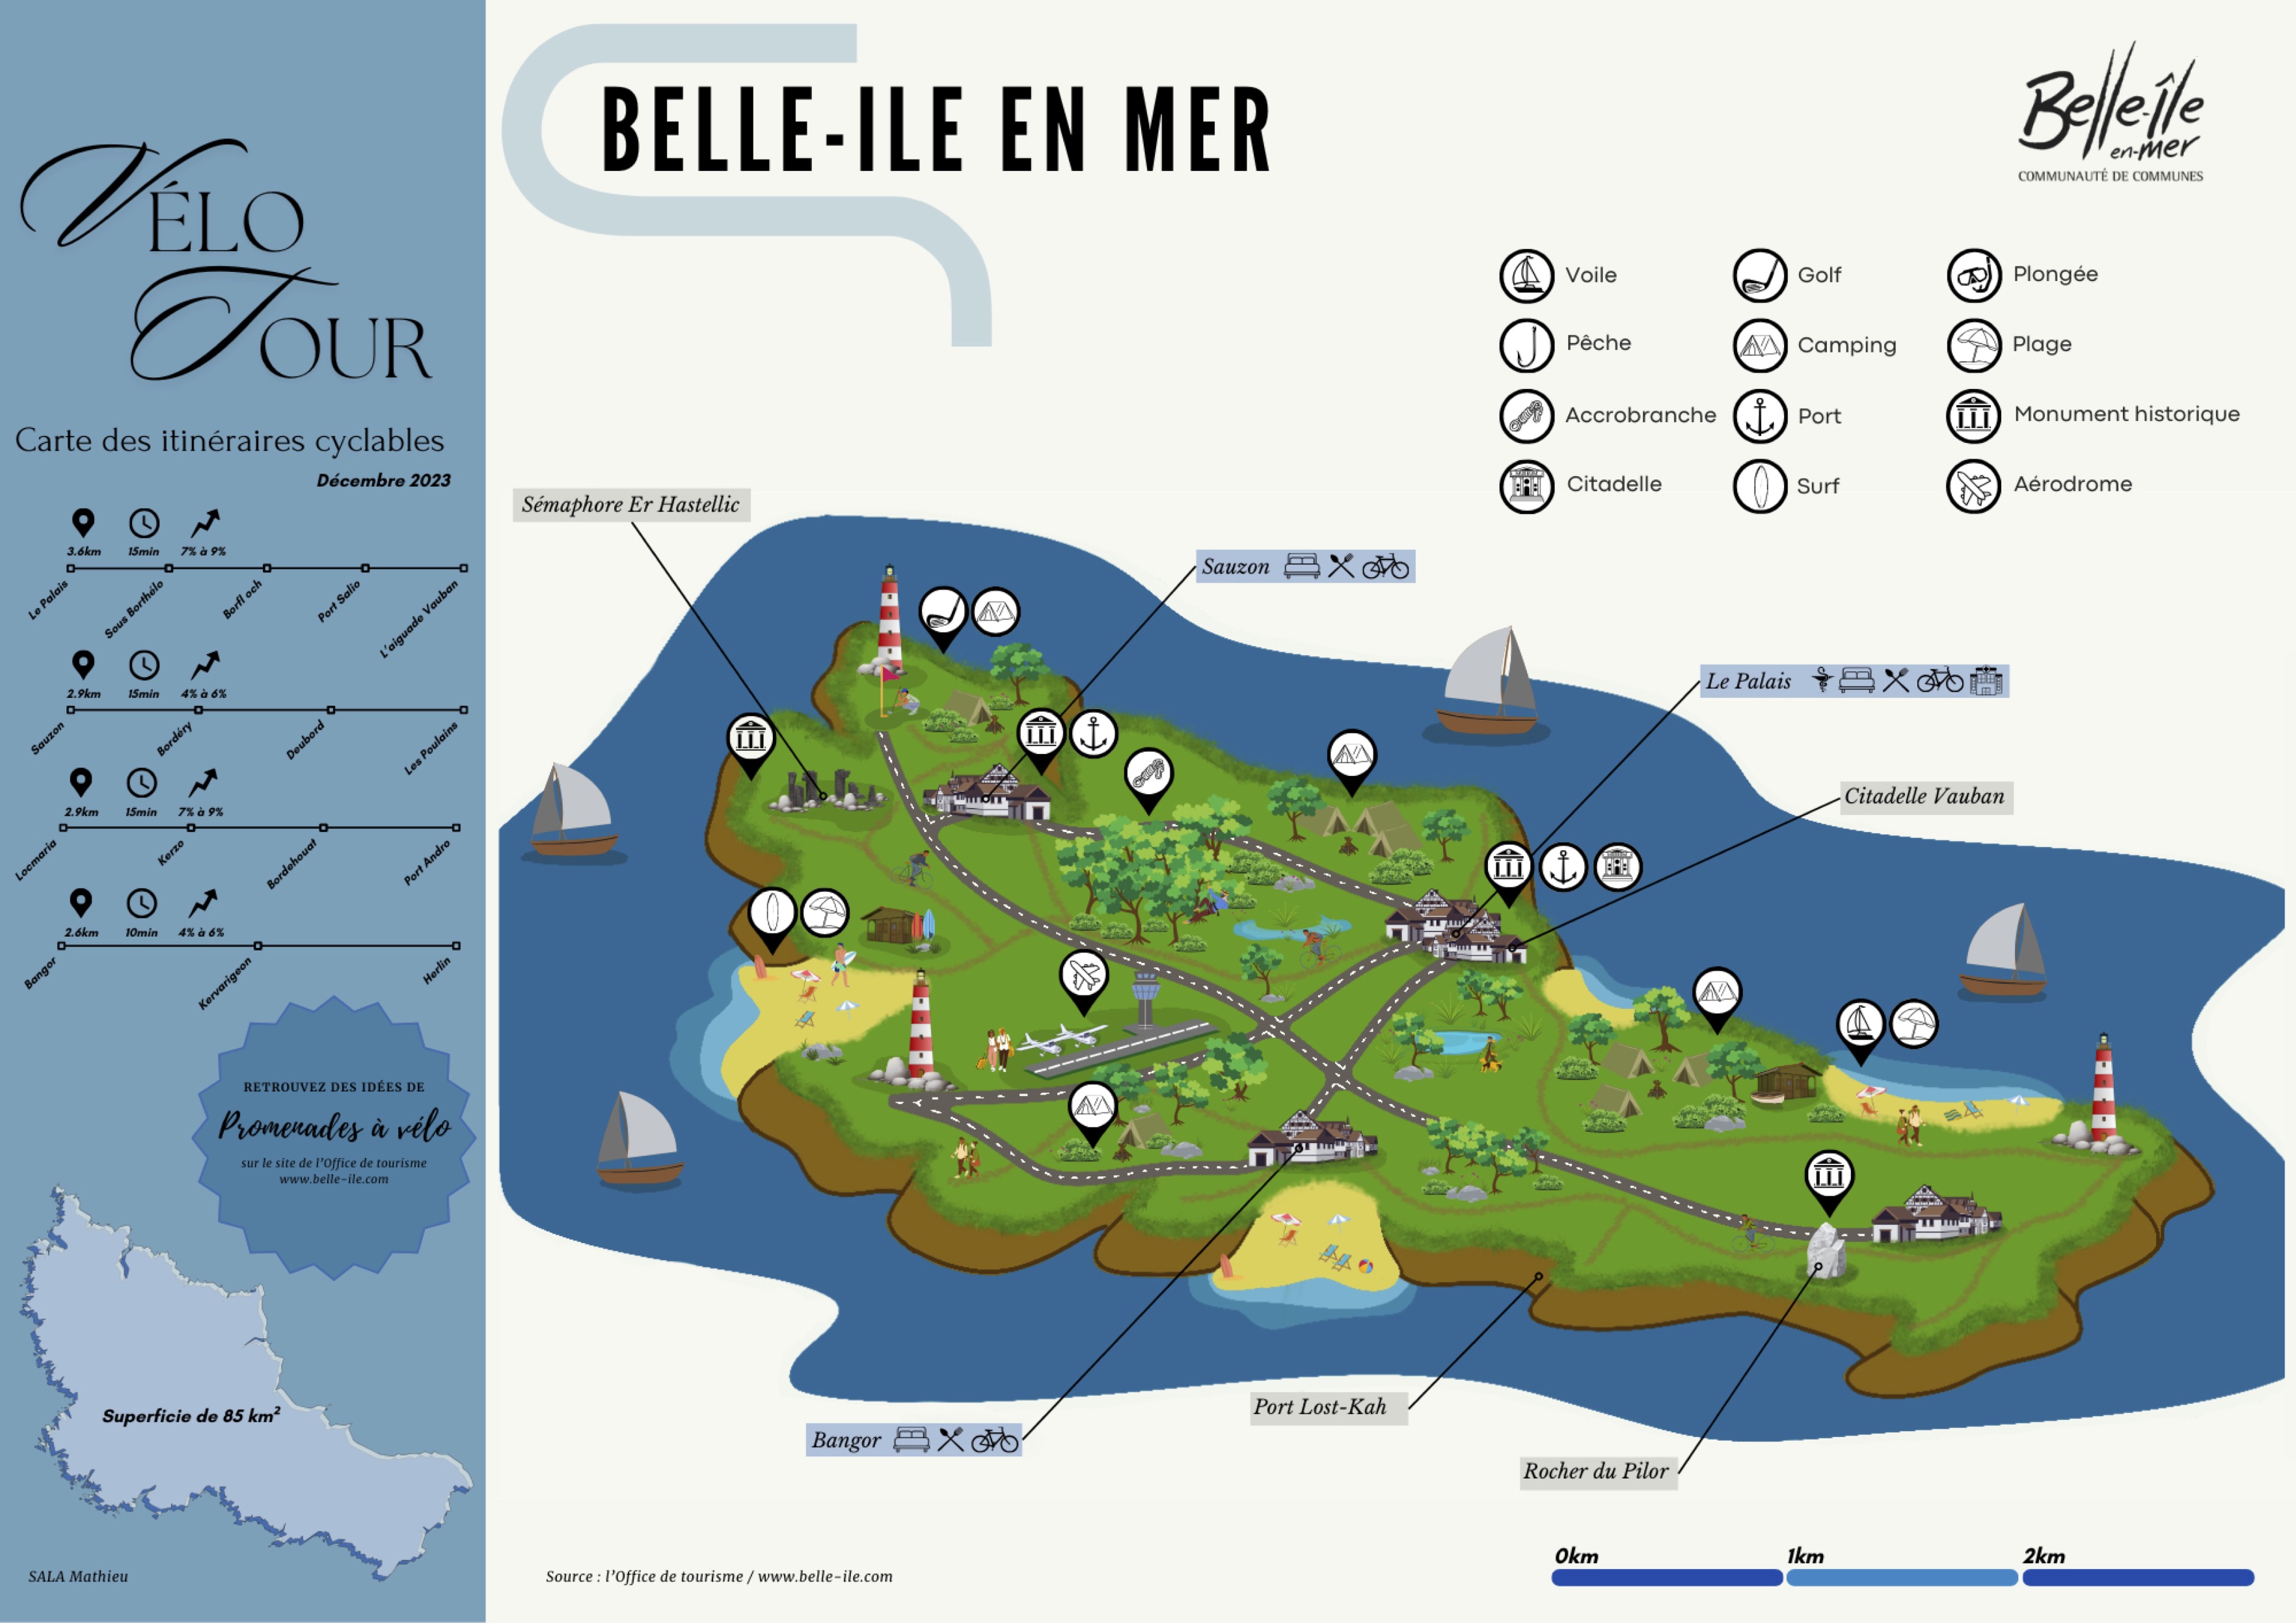 VÉLO
TOUR
Carte des itinéraires cyclables
Décembre 2023
3.6km 15min 7% à 9%
Le Palais Sous Borthélo Borfl och Port Salio L'aiguade Vauban
2.9km 15min 4% à 6%
Sauzon Bordéry Deubord Les Poulains
2.9km 15min 7% à 9%
Locmaria Kerzo Bordehouat Port Andro
2.6km 10min 4% à 6%
Bangor Kervarigeon Herlin
RETROUVEZ DES IDÉES DE
Promenades à vélo
sur le site de l'Office de tourisme
www.belle-ile.com
Superficie de 85 km²
SALA Mathieu
BELLE-ILE EN MER
Belle-île
en-mer
COMMUNAUTÉ DE COMMUNES
Voile Golf Plongée
Pêche Camping Plage
Accrobranche Port Monument historique
Citadelle Surf Aérodrome
Sémaphore Er Hastellic
Sauzon
Le Palais
Citadelle Vauban
Port Lost-Kah
Bangor
Rocher du Pilor
Source : l'Office de tourisme / www.belle-ile.com
0km 1km 2km